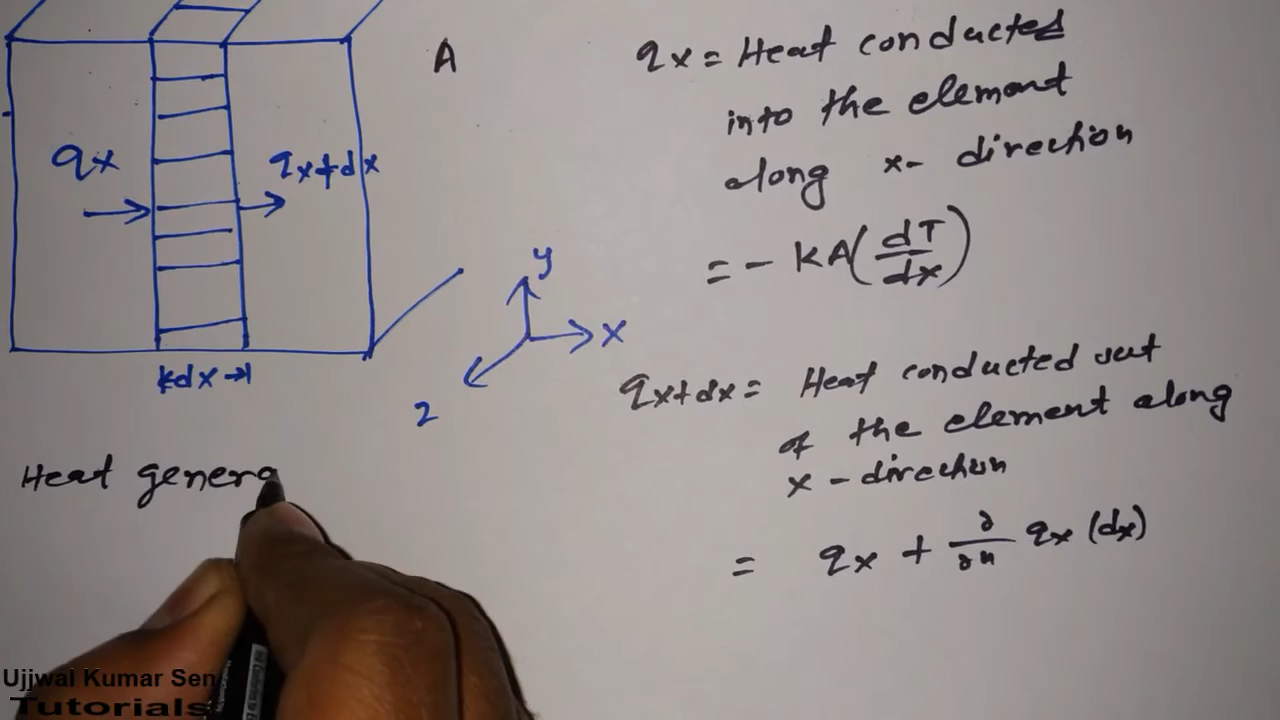 A
qx
qx+dx
y
x
z
dx
Heat genera
qx = Heat conducted
into the element
along x- direction
= - KA(dT/dx)
qx+dx = Heat conducted out
of the element along
x - direction
= qx + ∂/∂x qx (dx)
Ujjwal Kumar Sen
Tutorials